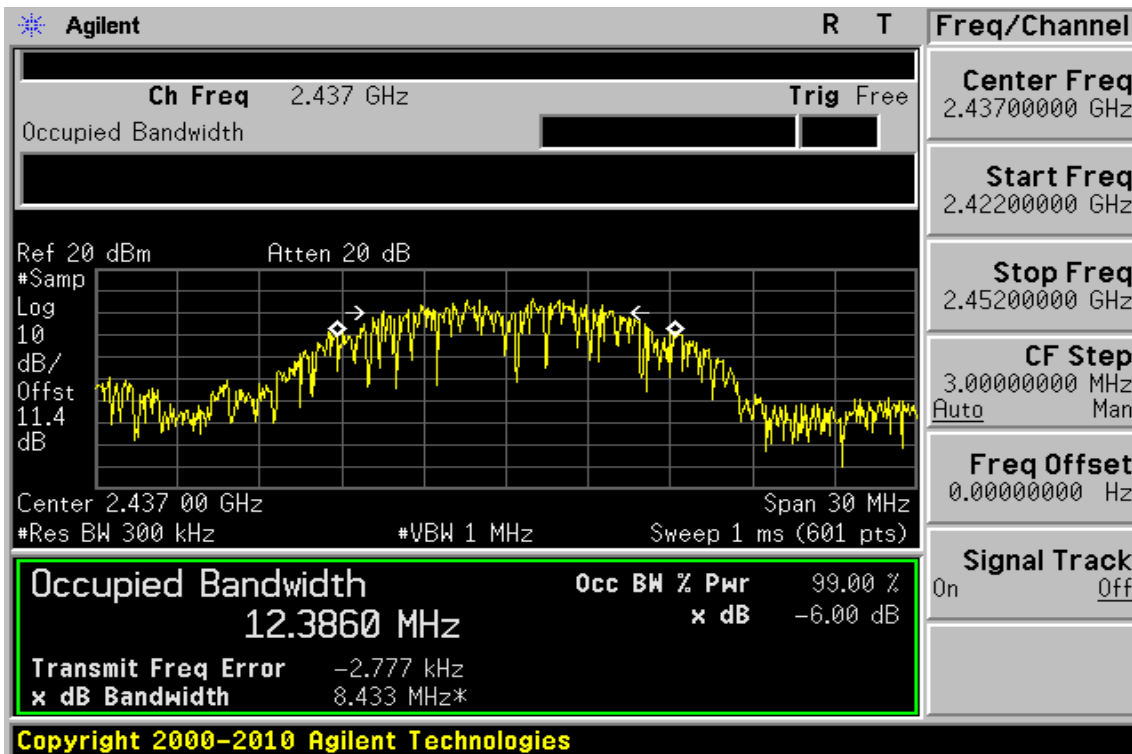 Agilent R T
Ch Freq 2.437 GHz Trig Free
Occupied Bandwidth
Ref 20 dBm Atten 20 dB
#Samp
Log
10
dB/
Offst
11.4
dB
Center 2.437 00 GHz Span 30 MHz
#Res BW 300 kHz #VBW 1 MHz Sweep 1 ms (601 pts)
Occupied Bandwidth Occ BW % Pwr 99.00 %
12.3860 MHz x dB -6.00 dB
Transmit Freq Error -2.777 kHz
x dB Bandwidth 8.433 MHz*
Copyright 2000-2010 Agilent Technologies
Freq/Channel
Center Freq
2.43700000 GHz
Start Freq
2.42200000 GHz
Stop Freq
2.45200000 GHz
CF Step
3.00000000 MHz
Auto Man
Freq Offset
0.00000000 Hz
Signal Track
On Off